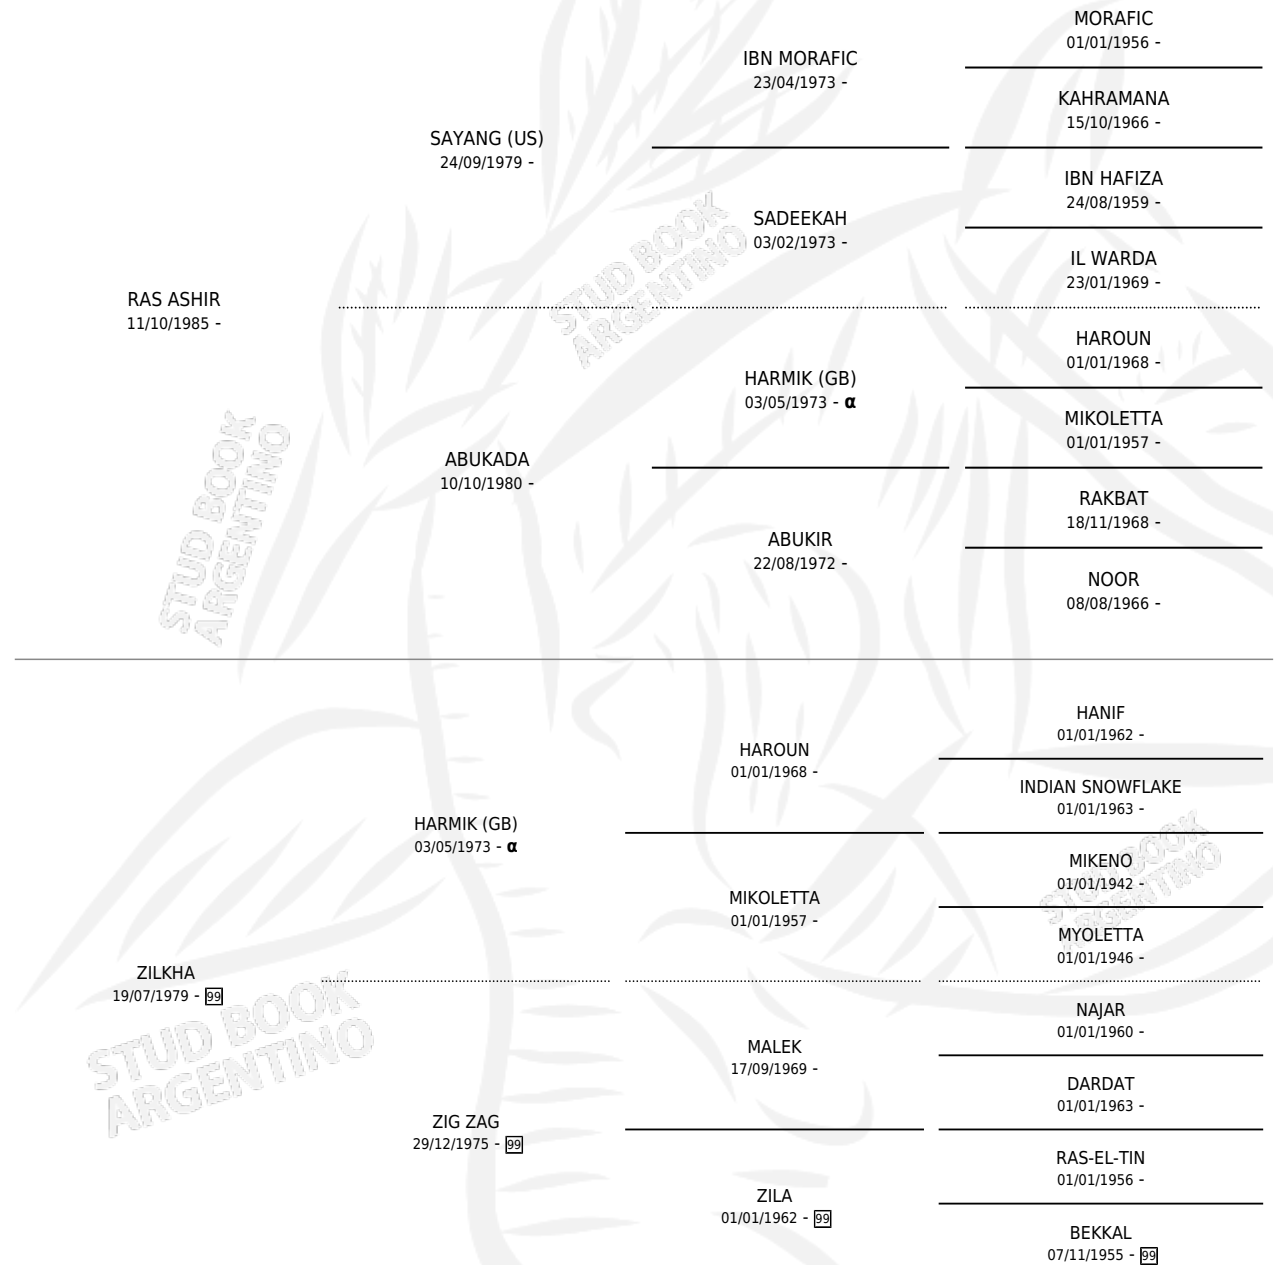 MORAFIC
01/01/1956 -
IBN MORAFIC
23/04/1973 -
KAHRAMANA
15/10/1966 -
SAYANG (US)
24/09/1979 -
IBN HAFIZA
24/08/1959 -
SADEEKAH
03/02/1973 -
IL WARDA
23/01/1969 -
RAS ASHIR
11/10/1985 -
HAROUN
01/01/1968 -
HARMIK (GB)
03/05/1973 - α
MIKOLETTA
01/01/1957 -
ABUKADA
10/10/1980 -
RAKBAT
18/11/1968 -
ABUKIR
22/08/1972 -
NOOR
08/08/1966 -
HANIF
01/01/1962 -
HAROUN
01/01/1968 -
INDIAN SNOWFLAKE
01/01/1963 -
HARMIK (GB)
03/05/1973 - α
MIKENO
01/01/1942 -
MIKOLETTA
01/01/1957 -
MYOLETTA
01/01/1946 -
ZILKHA
19/07/1979 - 99
NAJAR
01/01/1960 -
MALEK
17/09/1969 -
DARDAT
01/01/1963 -
ZIG ZAG
29/12/1975 - 99
RAS-EL-TIN
01/01/1956 -
ZILA
01/01/1962 - 99
BEKKAL
07/11/1955 - 99
STUD BOOK
ARGENTINO
STUD BOOK
ARGENTINO
STUD BOOK
ARGENTINO
STUD BOOK
ARGENTINO